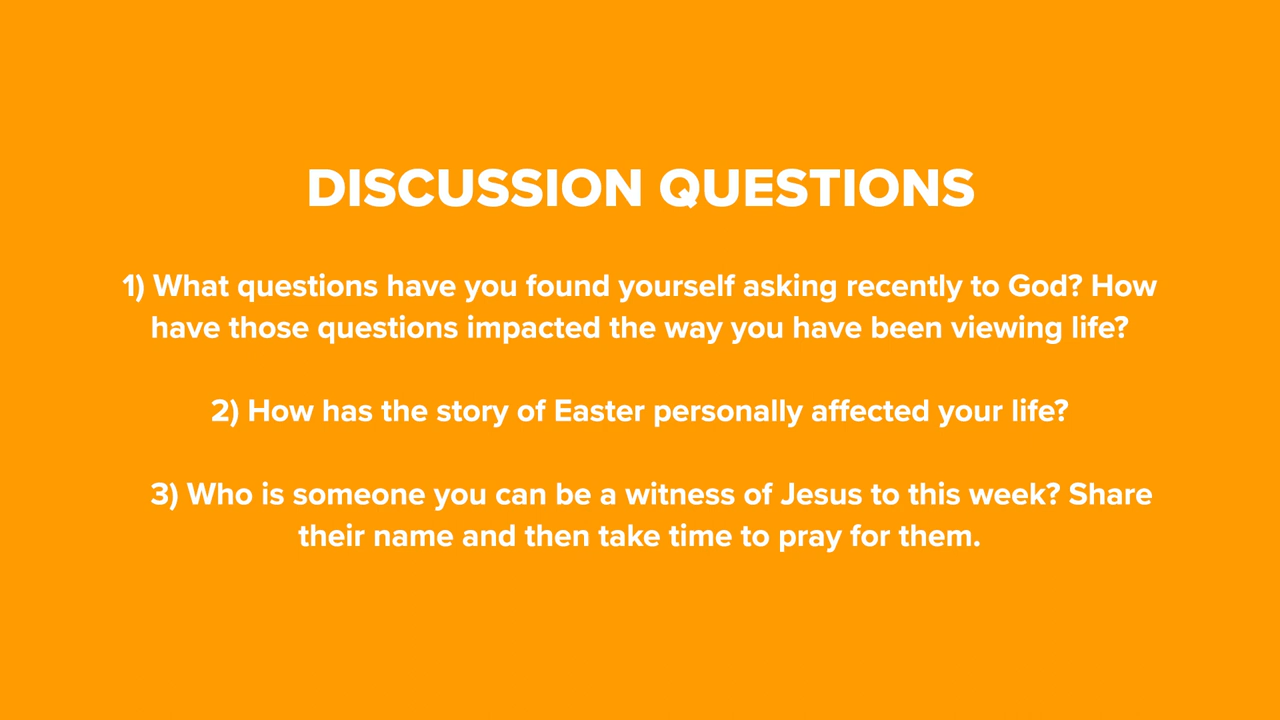 DISCUSSION QUESTIONS
1) What questions have you found yourself asking recently to God? How
have those questions impacted the way you have been viewing life?
2) How has the story of Easter personally affected your life?
3) Who is someone you can be a witness of Jesus to this week? Share
their name and then take time to pray for them.